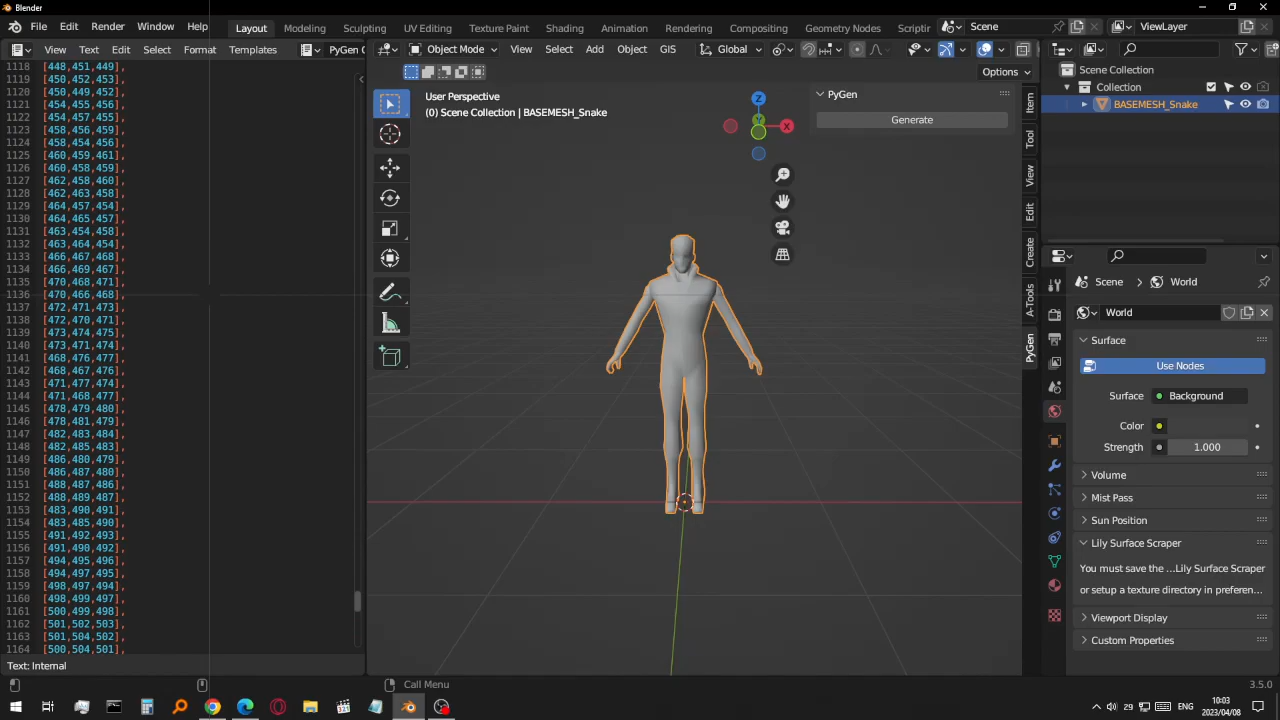 Blender
File Edit Render Window Help
Layout Modeling Sculpting UV Editing Texture Paint Shading Animation Rendering Compositing Geometry Nodes Scriptir
Scene ViewLayer
View Text Edit Select Format Templates PyGen
Object Mode View Select Add Object GIS Global
Options
1118 [448,451,449],
1119 [450,452,453],
1120 [450,449,452],
1121 [454,455,456],
1122 [454,457,455],
1123 [458,456,459],
1124 [458,454,456],
1125 [460,459,461],
1126 [460,458,459],
1127 [462,458,460],
1128 [462,463,458],
1129 [464,457,454],
1130 [464,465,457],
1131 [463,454,458],
1132 [463,464,454],
1133 [466,467,468],
1134 [466,469,467],
1135 [470,468,471],
1136 [470,466,468],
1137 [472,471,473],
1138 [472,470,471],
1139 [473,474,475],
1140 [473,471,474],
1141 [468,476,477],
1142 [468,467,476],
1143 [471,477,474],
1144 [471,468,477],
1145 [478,479,480],
1146 [478,481,479],
1147 [482,483,484],
1148 [482,485,483],
1149 [486,480,479],
1150 [486,487,480],
1151 [488,487,486],
1152 [488,489,487],
1153 [483,490,491],
1154 [483,485,490],
1155 [491,492,493],
1156 [491,490,492],
1157 [494,495,496],
1158 [494,497,495],
1159 [498,497,494],
1160 [498,499,497],
1161 [500,499,498],
1162 [501,502,503],
1163 [501,504,502],
1164 [500,504,501],
Text: Internal
User Perspective
(0) Scene Collection | BASEMESH_Snake
Z
Y
X
PyGen
Generate
Item
Tool
View
Edit
Create
A-Tools
PyGen
Scene Collection
Collection
BASEMESH_Snake
Scene World
World
Surface
Use Nodes
Surface Background
Color
Strength 1.000
Volume
Mist Pass
Sun Position
Lily Surface Scraper
You must save the ...Lily Surface Scraper
or setup a texture directory in preferen...
Viewport Display
Custom Properties
Call Menu
3.5.0
29 ENG 10:03
2023/04/08